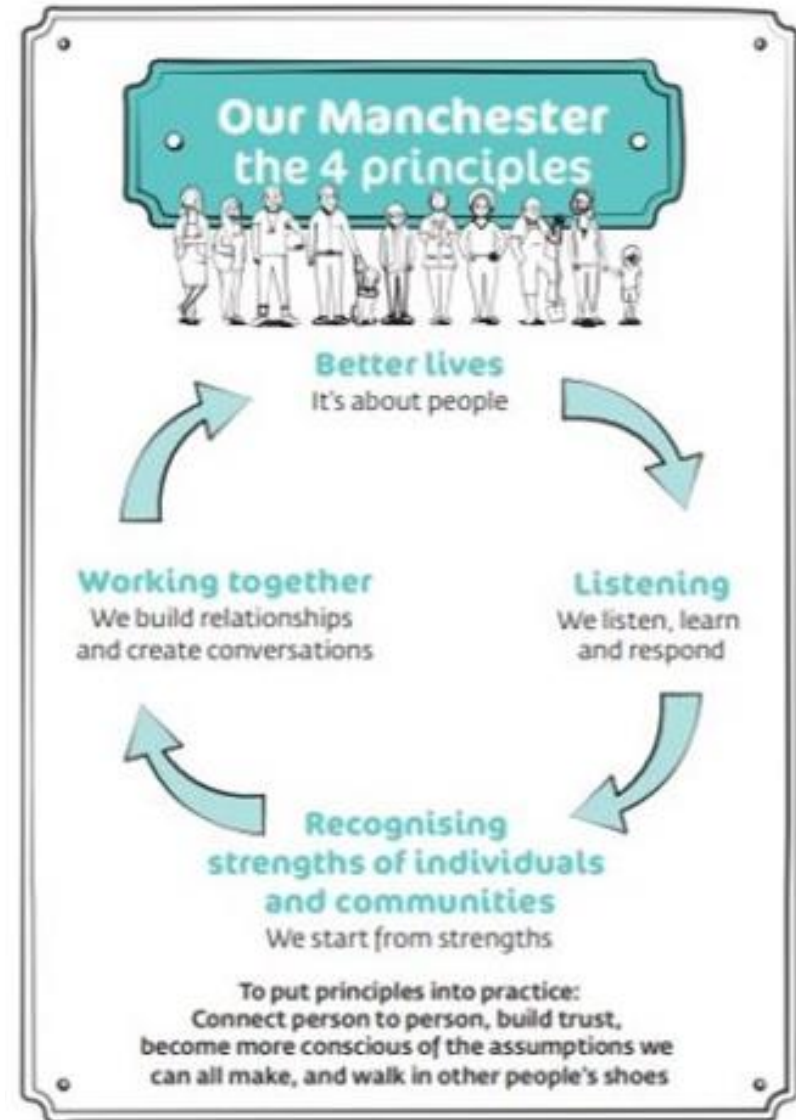 Our Manchester
the 4 principles
Better lives
It's about people
Listening
We listen, learn
and respond
Recognising
strengths of individuals
and communities
We start from strengths
Working together
We build relationships
and create conversations
To put principles into practice:
Connect person to person, build trust,
become more conscious of the assumptions we
can all make, and walk in other people's shoes